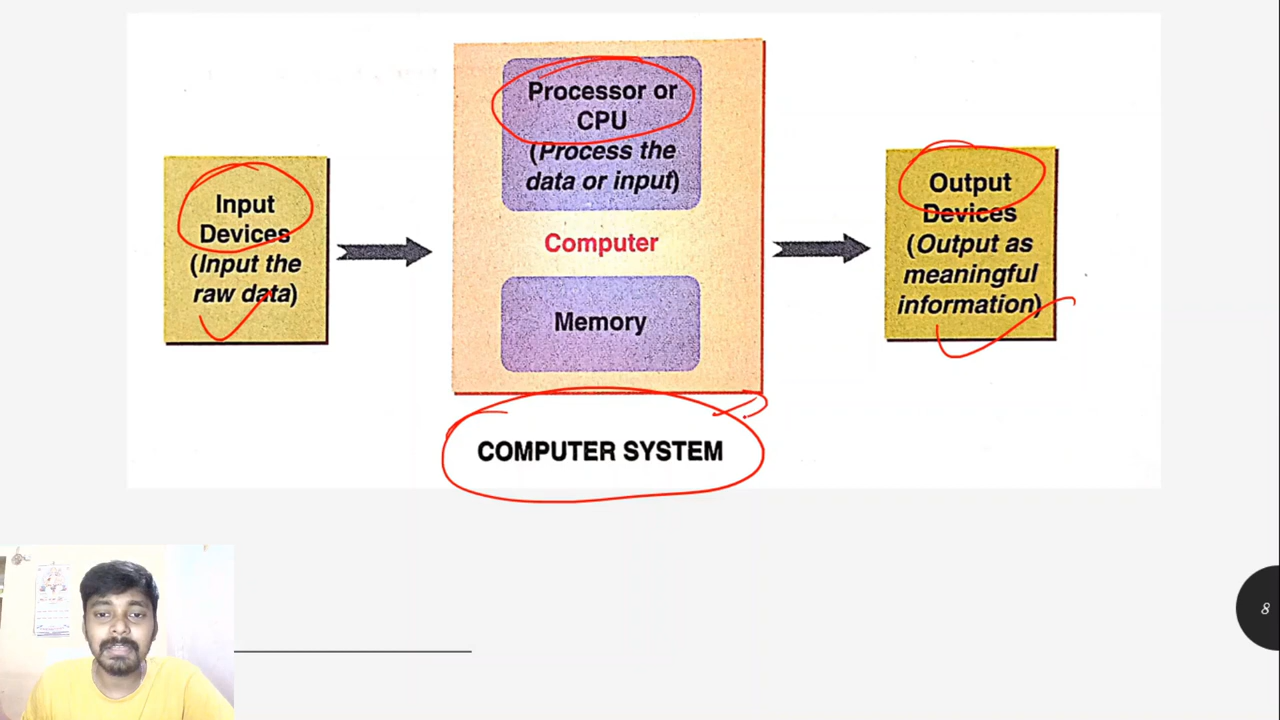 Input
Devices
(Input the
raw data)
Processor or
CPU
(Process the
data or input)
Computer
Memory
Output
Devices
(Output as
meaningful
information)
COMPUTER SYSTEM
8